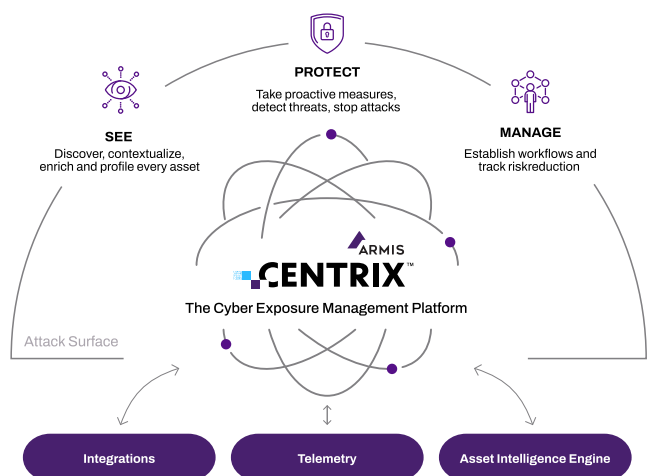 PROTECT
Take proactive measures,
detect threats, stop attacks
SEE
Discover, contextualize,
enrich and profile every asset
MANAGE
Establish workflows and
track riskreduction
ARMIS
CENTRIX™
The Cyber Exposure Management Platform
Attack Surface
Integrations
Telemetry
Asset Intelligence Engine